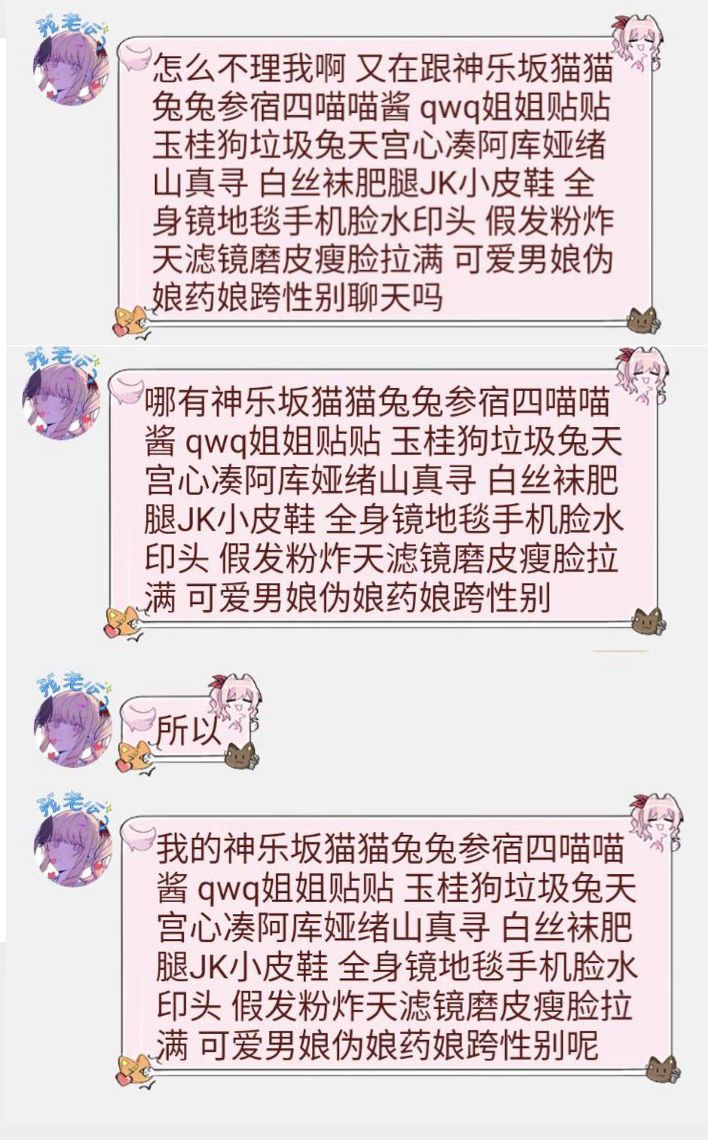 我老公
怎么不理我啊 又在跟神乐坂猫猫
兔兔参宿四喵喵酱 qwq姐姐贴贴
玉桂狗垃圾兔天宫心凑阿库娅绪
山真寻 白丝袜肥腿JK小皮鞋 全
身镜地毯手机脸水印头 假发粉炸
天滤镜磨皮瘦脸拉满 可爱男娘伪
娘药娘跨性别聊天吗
我老公
哪有神乐坂猫猫兔兔参宿四喵喵
酱 qwq姐姐贴贴 玉桂狗垃圾兔天
宫心凑阿库娅绪山真寻 白丝袜肥
腿JK小皮鞋 全身镜地毯手机脸水
印头 假发粉炸天滤镜磨皮瘦脸拉
满 可爱男娘伪娘药娘跨性别
我老公
所以
我老公
我的神乐坂猫猫兔兔参宿四喵喵
酱 qwq姐姐贴贴 玉桂狗垃圾兔天
宫心凑阿库娅绪山真寻 白丝袜肥
腿JK小皮鞋 全身镜地毯手机脸水
印头 假发粉炸天滤镜磨皮瘦脸拉
满 可爱男娘伪娘药娘跨性别呢